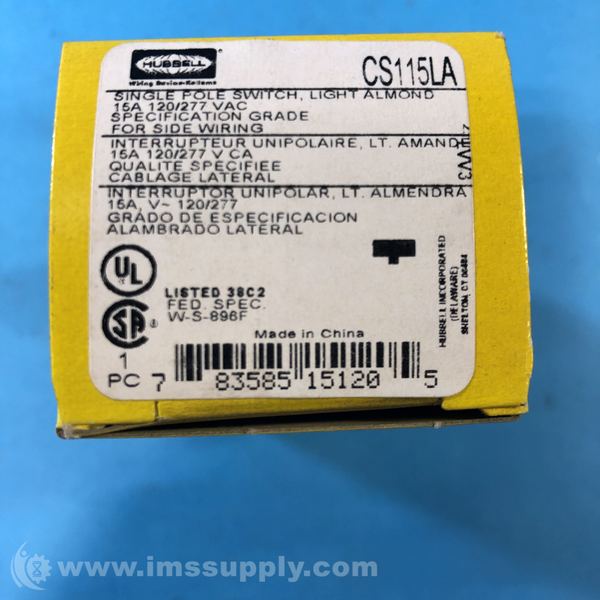 HUBBELL
Wiring Device-Kellems
CS115LA
SINGLE POLE SWITCH, LIGHT ALMOND
15A 120/277 VAC
SPECIFICATION GRADE
FOR SIDE WIRING
INTERRUPTEUR UNIPOLAIRE, LT. AMAND
15A 120/277 V CA
QUALITE SPECIFIEE
CABLAGE LATERAL
INTERRUPTOR UNIPOLAR, LT. ALMENDRA
15A, V~ 120/277
GRADO DE ESPECIFICACION
ALAMBRADO LATERAL
UL
LISTED 38C2
FED. SPEC.
W-S-896F
SA
HUBBELL INCORPORATED
(DELAWARE)
SHELTON, CT 06484
Made in China
1
PC
7 83585 15120 5
www.imssupply.com